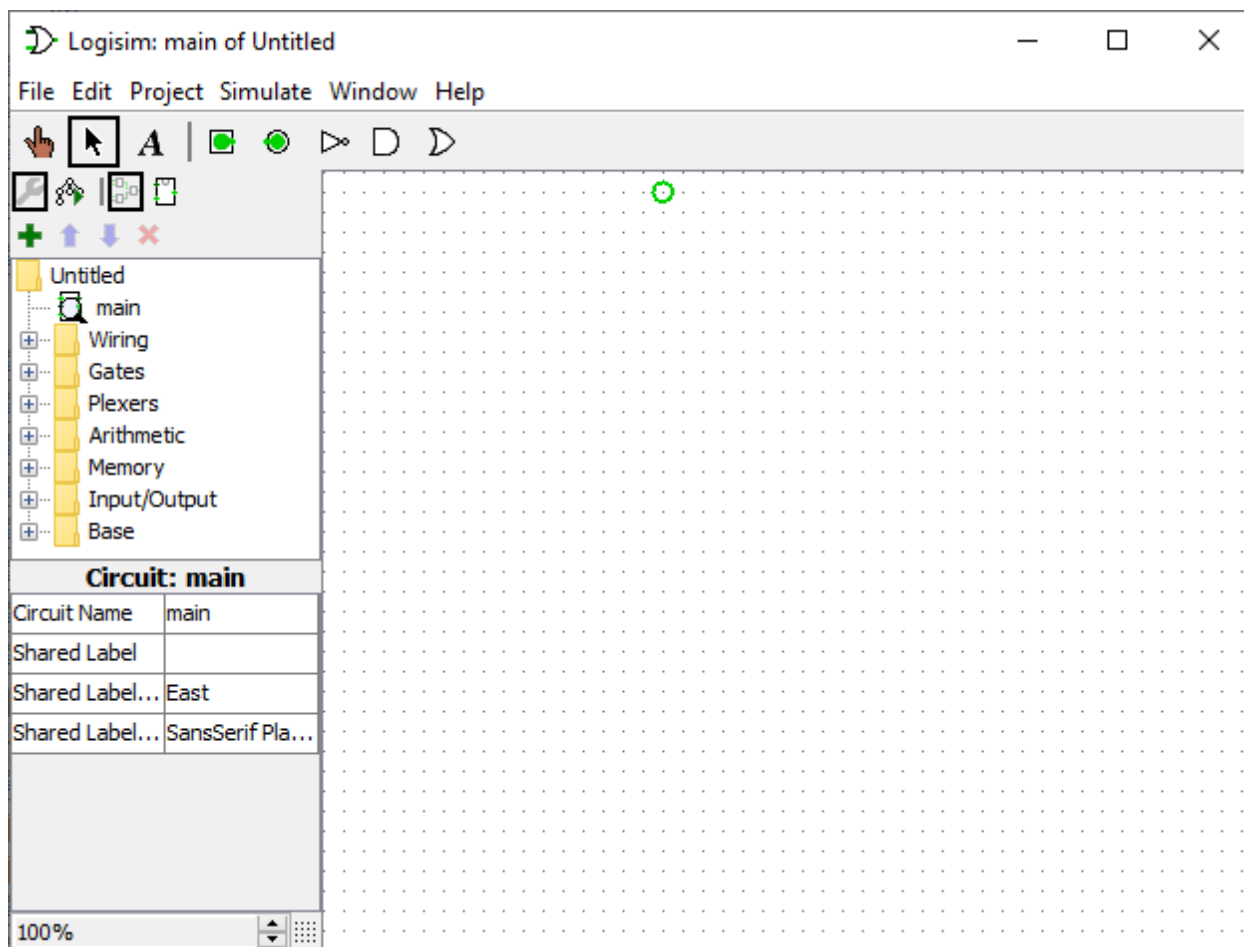 Logisim: main of Untitled
File Edit Project Simulate Window Help
A
Untitled
main
Wiring
Gates
Plexers
Arithmetic
Memory
Input/Output
Base
Circuit: main
Circuit Name main
Shared Label
Shared Label... East
Shared Label... SansSerif Pla...
100%